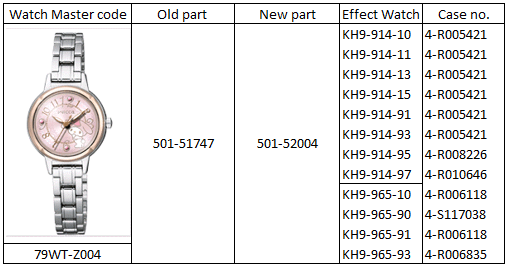 Watch Master code Old part New part Effect Watch Case no.
KH9-914-10 4-R005421
KH9-914-11 4-R005421
KH9-914-13 4-R005421
KH9-914-15 4-R005421
KH9-914-91 4-R005421
501-51747 501-52004
KH9-914-93 4-R005421
KH9-914-95 4-R008226
KH9-914-97 4-R010646
KH9-965-10 4-R006118
KH9-965-90 4-S117038
KH9-965-91 4-R006118
79WT-Z004 KH9-965-93 4-R006835